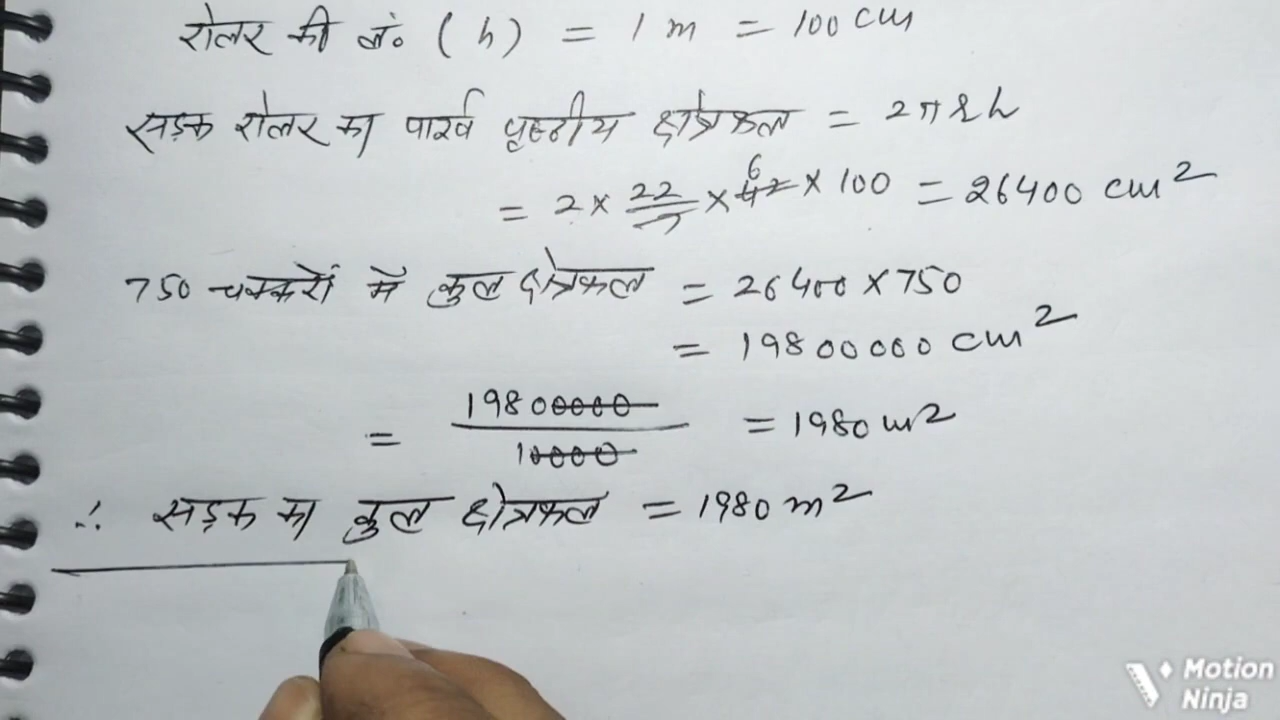 रोलर की लं० (h) = 1 m = 100 cm
सड़क रोलर का पार्श्व पृष्ठीय क्षेत्रफल = 2πrh
= 2 × 22/7 × 42 6 × 100 = 26400 cm²
750 चक्करों में कुल क्षेत्रफल = 26400 × 750
= 19800000 cm²
= 19800000/10000 = 1980 m²
∴ सड़क का कुल क्षेत्रफल = 1980 m²
Motion
Ninja